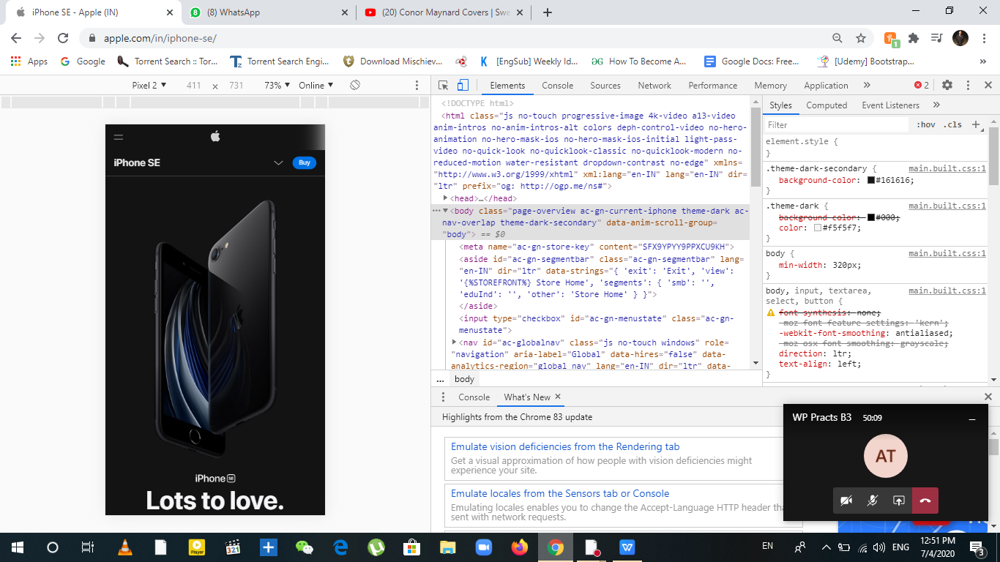 iPhone SE - Apple (IN)
(8) WhatsApp
(20) Conor Maynard Covers | Swe
apple.com/in/iphone-se/
1
Apps
Google
Torrent Search :: Tor...
Torrent Search Engi...
Download Mischiev...
[EngSub] Weekly Id...
How To Become A...
Google Docs: Free...
[Udemy] Bootstrap...
»
Pixel 2 ▼ 411 × 731 73% ▼ Online ▼
Elements Console Sources Network Performance Memory Application » 2
iPhone SE
Buy
iPhone SE
Lots to love.
<!DOCTYPE html>
<html class="js no-touch progressive-image 4k-video a13-video
anim-intros no-anim-intros-alt colors deph-control-video no-hero-
animation no-hero-mask-ios no-hero-mask-ios-initial light-pass-
video no-quick-look no-quicklook-classic no-quicklook-modern no-
reduced-motion water-resistant dropdown-contrast no-edge" xmlns=
"http://www.w3.org/1999/xhtml" xml:lang="en-IN" lang="en-IN" dir=
"ltr" prefix="og: http://ogp.me/ns#">
<head>…</head>
<body class="page-overview ac-gn-current-iphone theme-dark ac-
nav-overlap theme-dark-secondary" data-anim-scroll-group=
"body"> == $0
<meta name="ac-gn-store-key" content="SFX9YPYY9PPXCU9KH">
<aside id="ac-gn-segmentbar" class="ac-gn-segmentbar" lang=
"en-IN" dir="ltr" data-strings="{ 'exit': 'Exit', 'view':
'{%STOREFRONT%} Store Home', 'segments': { 'smb': '',
'eduInd': '', 'other': 'Store Home' } }">
</aside>
<input type="checkbox" id="ac-gn-menustate" class="ac-gn-
menustate">
<nav id="ac-globalnav" class="js no-touch windows" role=
"navigation" aria-label="Global" data-hires="false" data-
analytics-region="global nav" lang="en-IN" dir="ltr" data-
... body
Styles Computed Event Listeners »
Filter :hov .cls +
element.style {
}
.theme-dark-secondary { main.built.css:1
background-color: #161616;
}
.theme-dark { main.built.css:1
background-color: #000;
color: #f5f5f7;
}
body { main.built.css:1
min-width: 320px;
}
body, input, textarea, main.built.css:1
select, button {
font-synthesis: none;
-moz-font-feature-settings: 'kern';
-webkit-font-smoothing: antialiased;
-moz-osx-font-smoothing: grayscale;
direction: ltr;
text-align: left;
}
Console What's New
Highlights from the Chrome 83 update
Emulate vision deficiencies from the Rendering tab
Get a visual approximation of how people with vision deficiencies might
experience your site.
Emulate locales from the Sensors tab or Console
Emulating locales enables you to change the Accept-Language HTTP header
sent with network requests.
WP Practs B3 50:09
AT
Player
321
EN
ENG
12:51 PM
7/4/2020
3